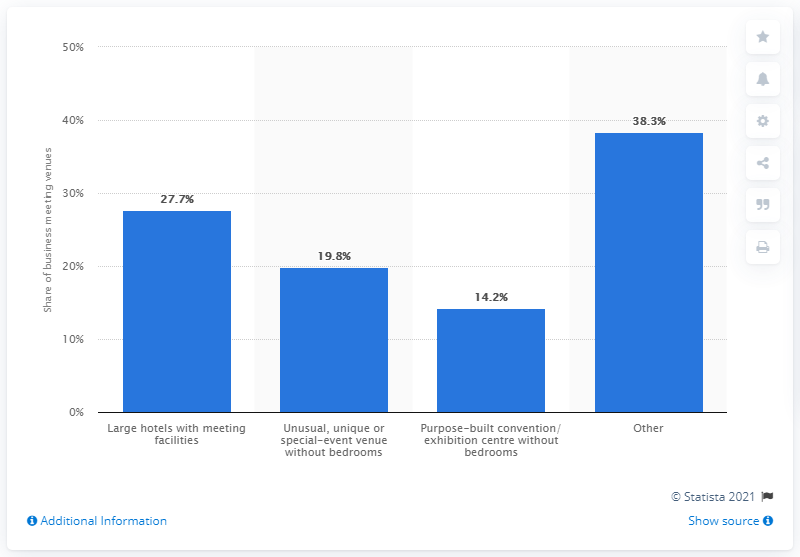 50%
40%
30%
20%
10%
0%
Share of business meeting venues
27.7%
19.8%
14.2%
38.3%
Large hotels with meeting
facilities
Unusual, unique or
special-event venue
without bedrooms
Purpose-built convention/
exhibition centre without
bedrooms
Other
© Statista 2021
Additional Information
Show source